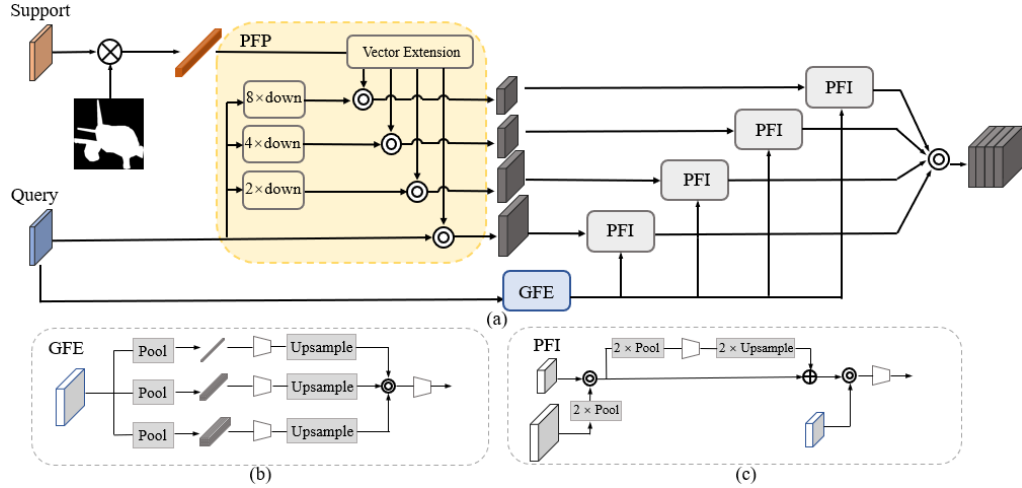 Support
PFP
Vector Extension
8×down
4×down
2×down
PFI
PFI
PFI
PFI
Query
GFE
(a)
GFE
Pool
Upsample
Pool
Upsample
Pool
Upsample
(b)
PFI
2 × Pool
2 × Upsample
2 × Pool
(c)